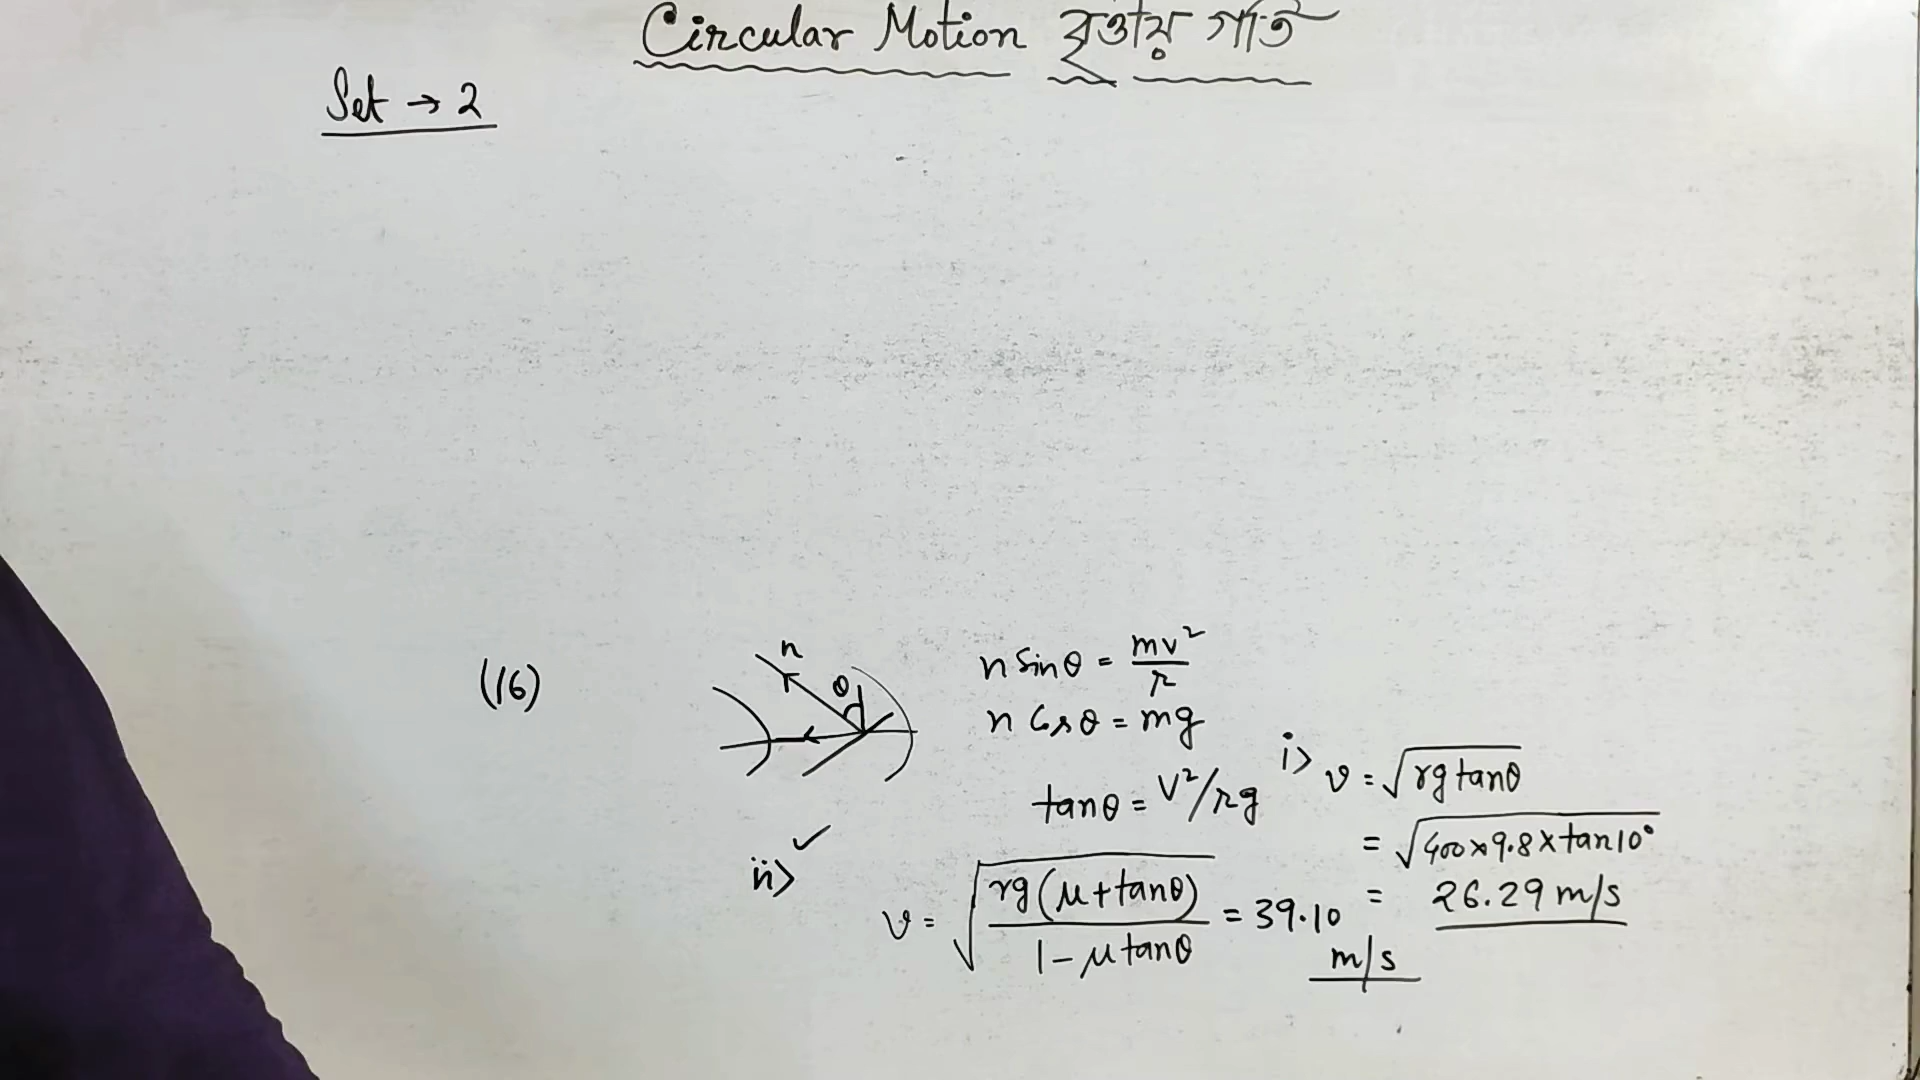 Circular Motion বৃত্তীয় গতি
Set → 2
(16)
n
θ
n Sinθ = mv²/r
n Cosθ = mg
tanθ = V²/rg
i> v = √rg tanθ
= √400×9.8×tan10°
= 26.29 m/s
ii> ✓
v = √rg(μ+tanθ)/1-μtanθ = 39.10 m/s